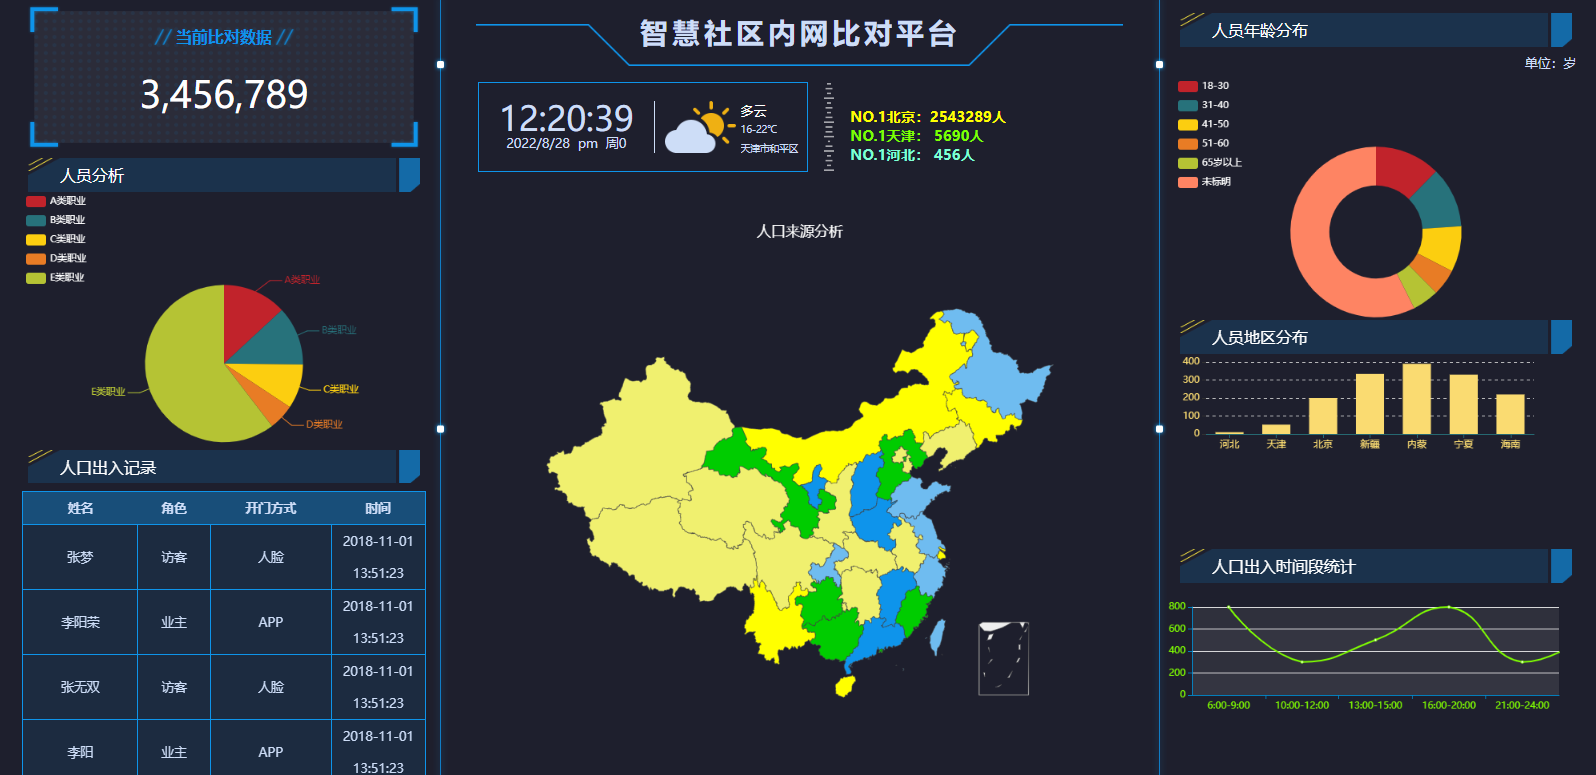 // 当前比对数据 //
3,456,789
人员分析
A类职业
B类职业
C类职业
D类职业
E类职业
A类职业
B类职业
C类职业
D类职业
E类职业
人口出入记录
姓名 角色 开门方式 时间
张梦 访客 人脸 2018-11-01 13:51:23
李阳荣 业主 APP 2018-11-01 13:51:23
张无双 访客 人脸 2018-11-01 13:51:23
李阳 业主 APP 2018-11-01 13:51:23
智慧社区内网比对平台
12:20:39
2022/8/28 pm 周0
多云
16-22℃
天津市和平区
NO.1北京：2543289人
NO.1天津： 5690人
NO.1河北： 456人
人口来源分析
人员年龄分布
单位：岁
18-30
31-40
41-50
51-60
65岁以上
未标明
人员地区分布
400
300
200
100
0
河北 天津 北京 新疆 内蒙 宁夏 海南
人口出入时间段统计
800
600
400
200
0
6:00-9:00 10:00-12:00 13:00-15:00 16:00-20:00 21:00-24:00